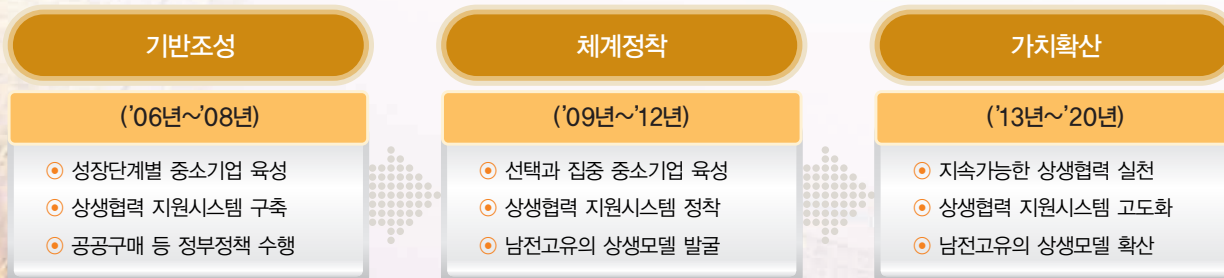 기반조성
('06년~'08년)
성장단계별 중소기업 육성
상생협력 지원시스템 구축
공공구매 등 정부정책 수행
체계정착
('09년~'12년)
선택과 집중 중소기업 육성
상생협력 지원시스템 정착
남전고유의 상생모델 발굴
가치확산
('13년~'20년)
지속가능한 상생협력 실천
상생협력 지원시스템 고도화
남전고유의 상생모델 확산